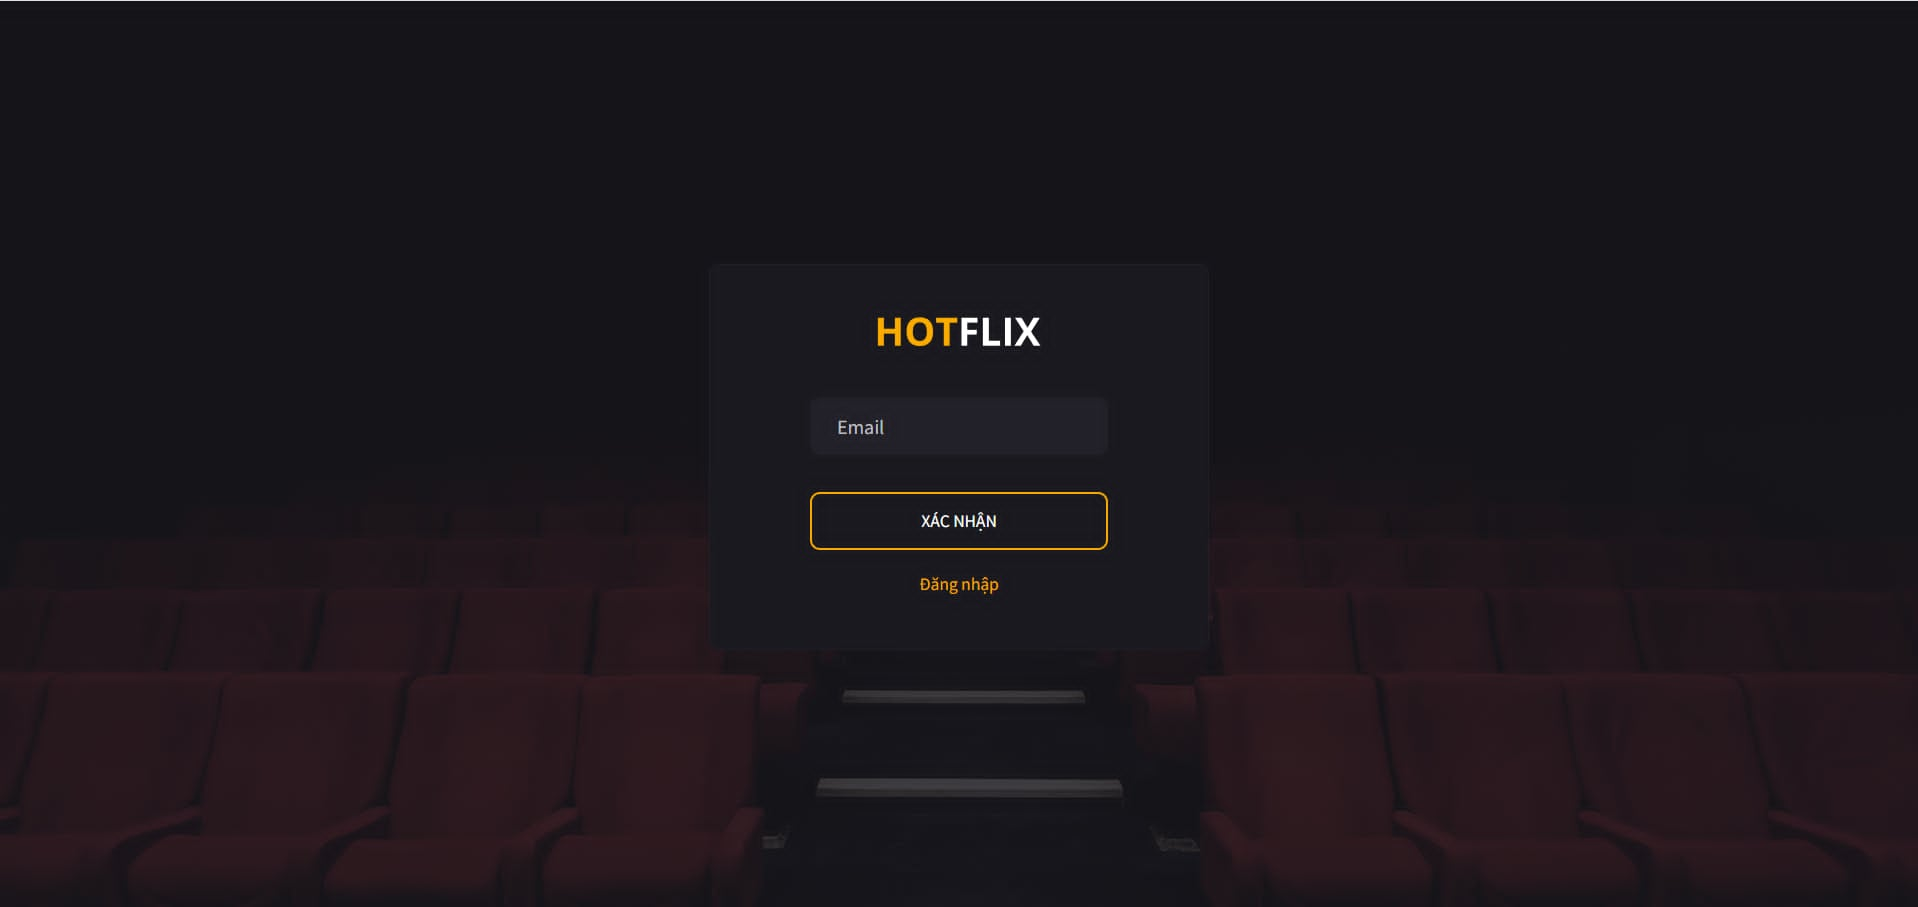 HOTFLIX
Email
XÁC NHẬN
Đăng nhập